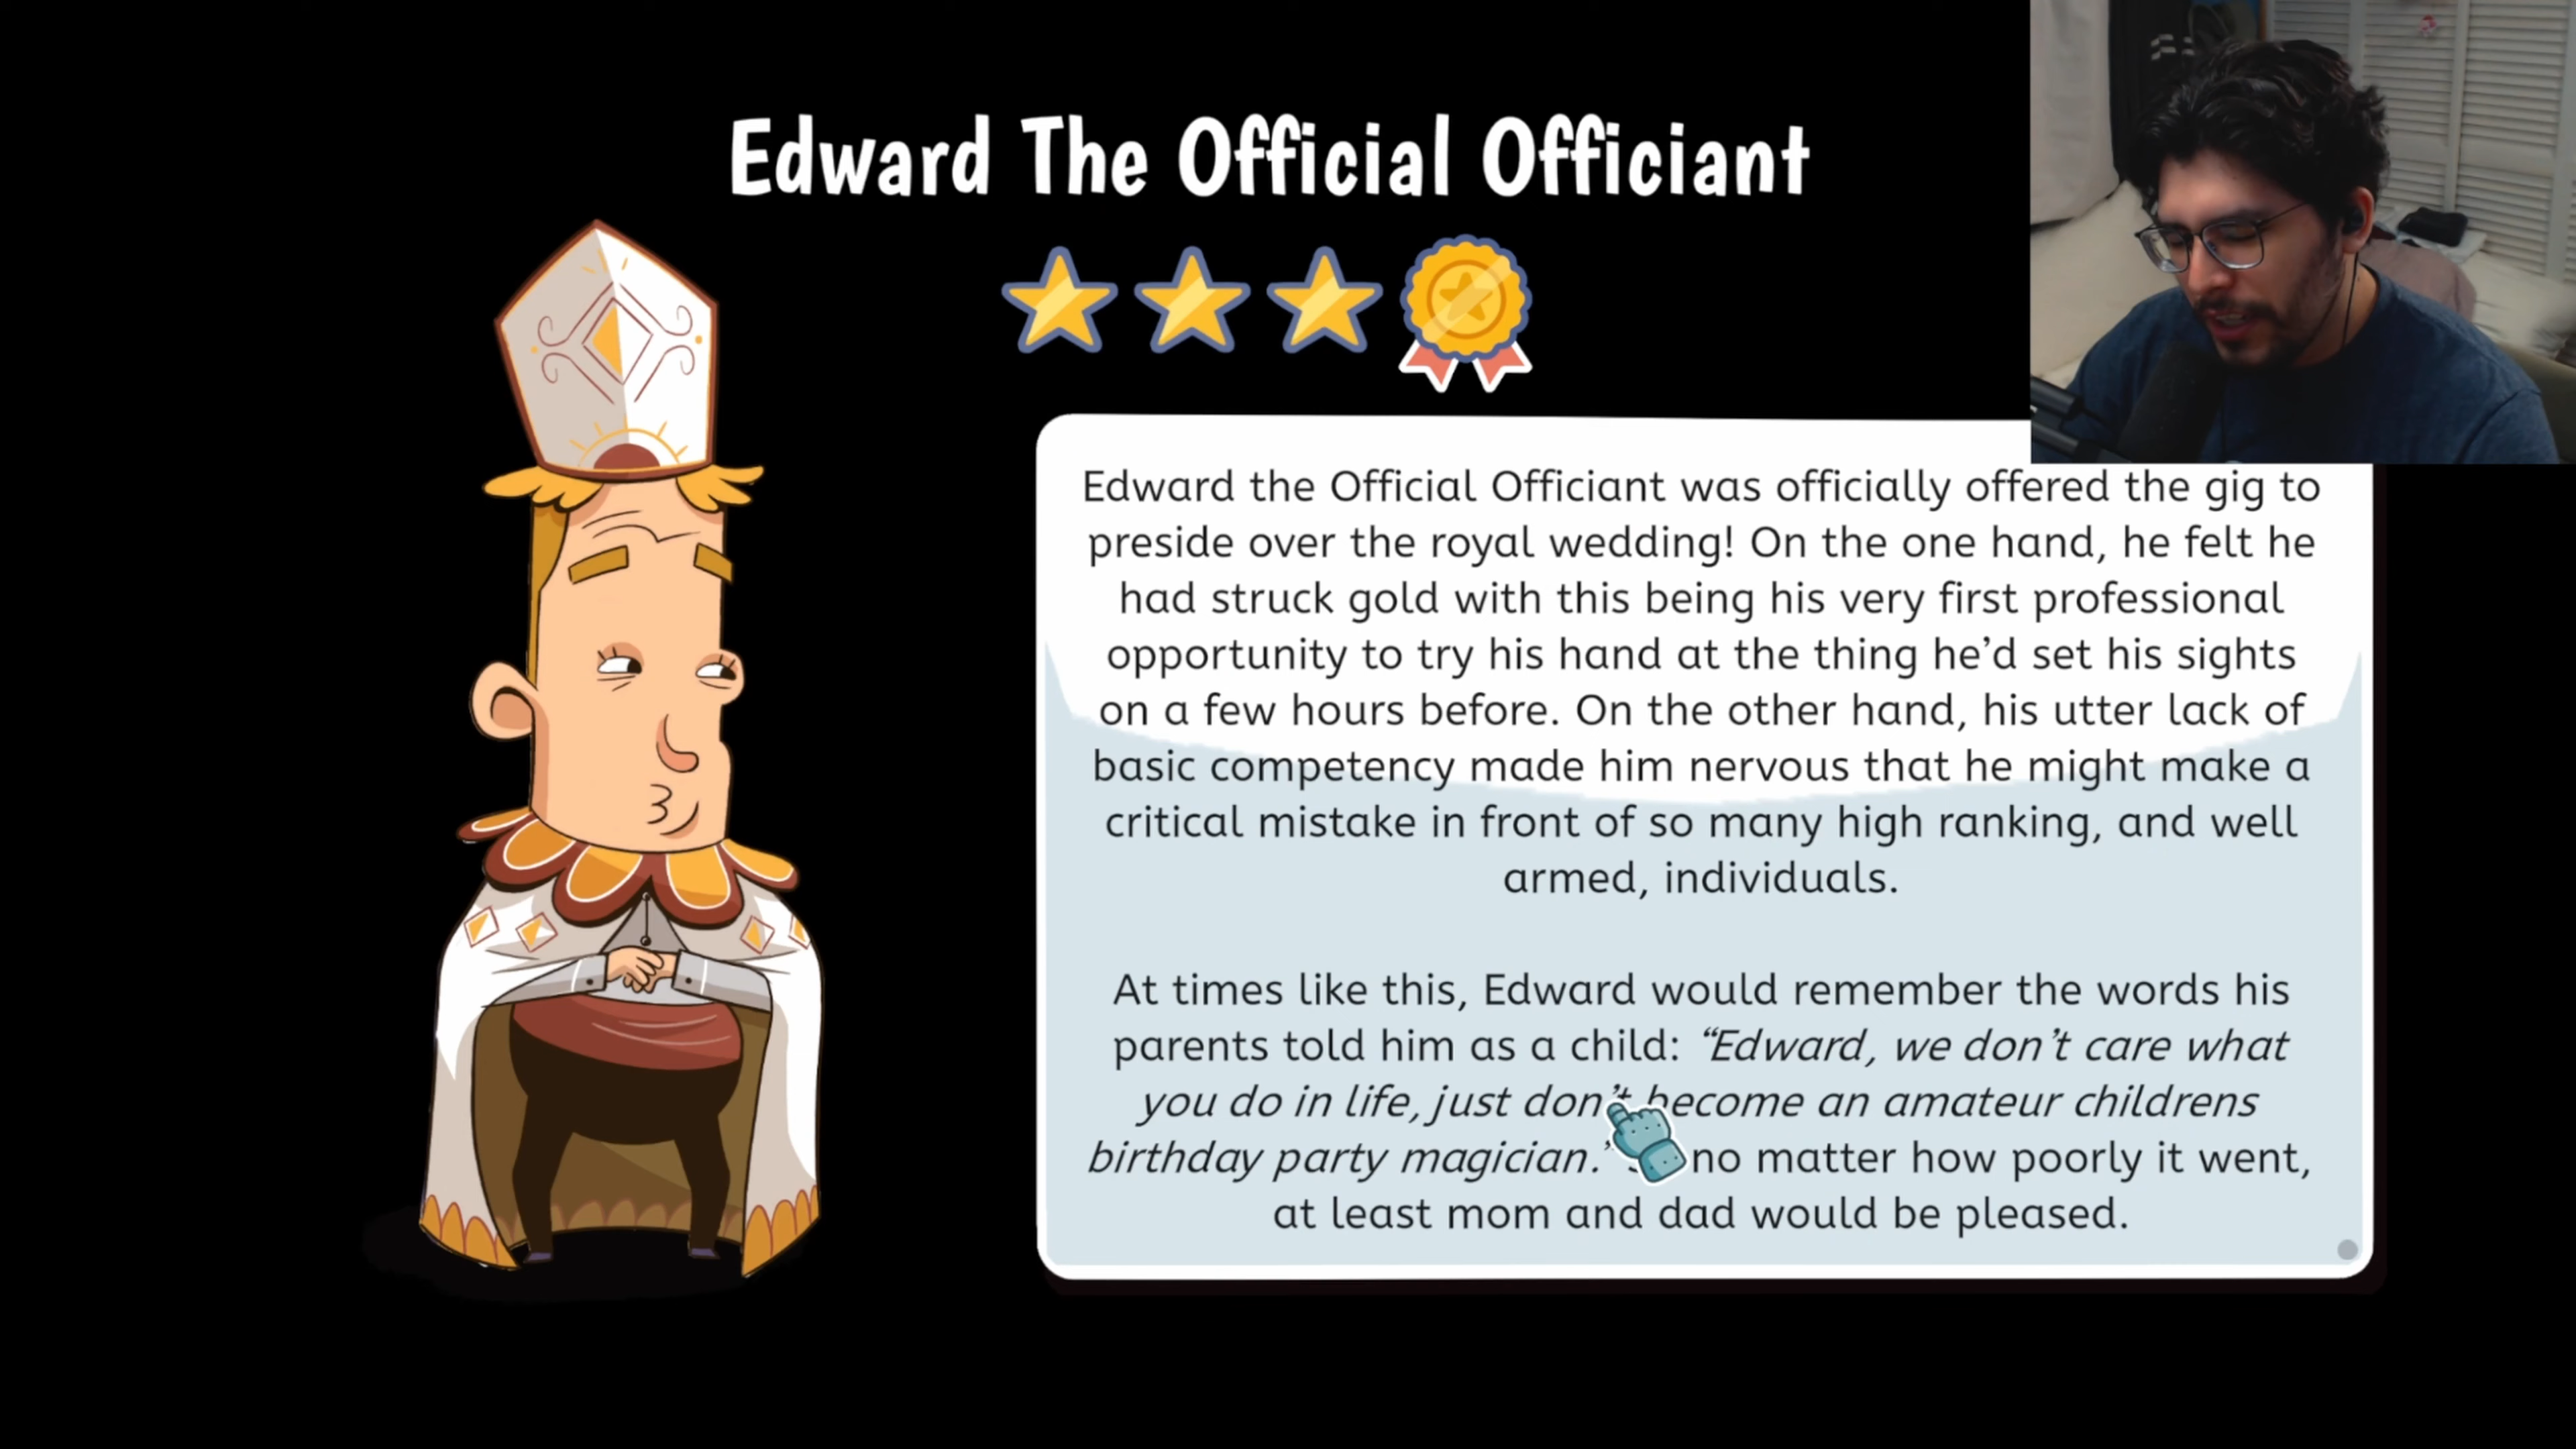 Edward The Official Officiant
Edward the Official Officiant was officially offered the gig to
preside over the royal wedding! On the one hand, he felt he
had struck gold with this being his very first professional
opportunity to try his hand at the thing he’d set his sights
on a few hours before. On the other hand, his utter lack of
basic competency made him nervous that he might make a
critical mistake in front of so many high ranking, and well
armed, individuals.
At times like this, Edward would remember the words his
parents told him as a child: “Edward, we don’t care what
you do in life, just don’t become an amateur childrens
birthday party magician.” no matter how poorly it went,
at least mom and dad would be pleased.